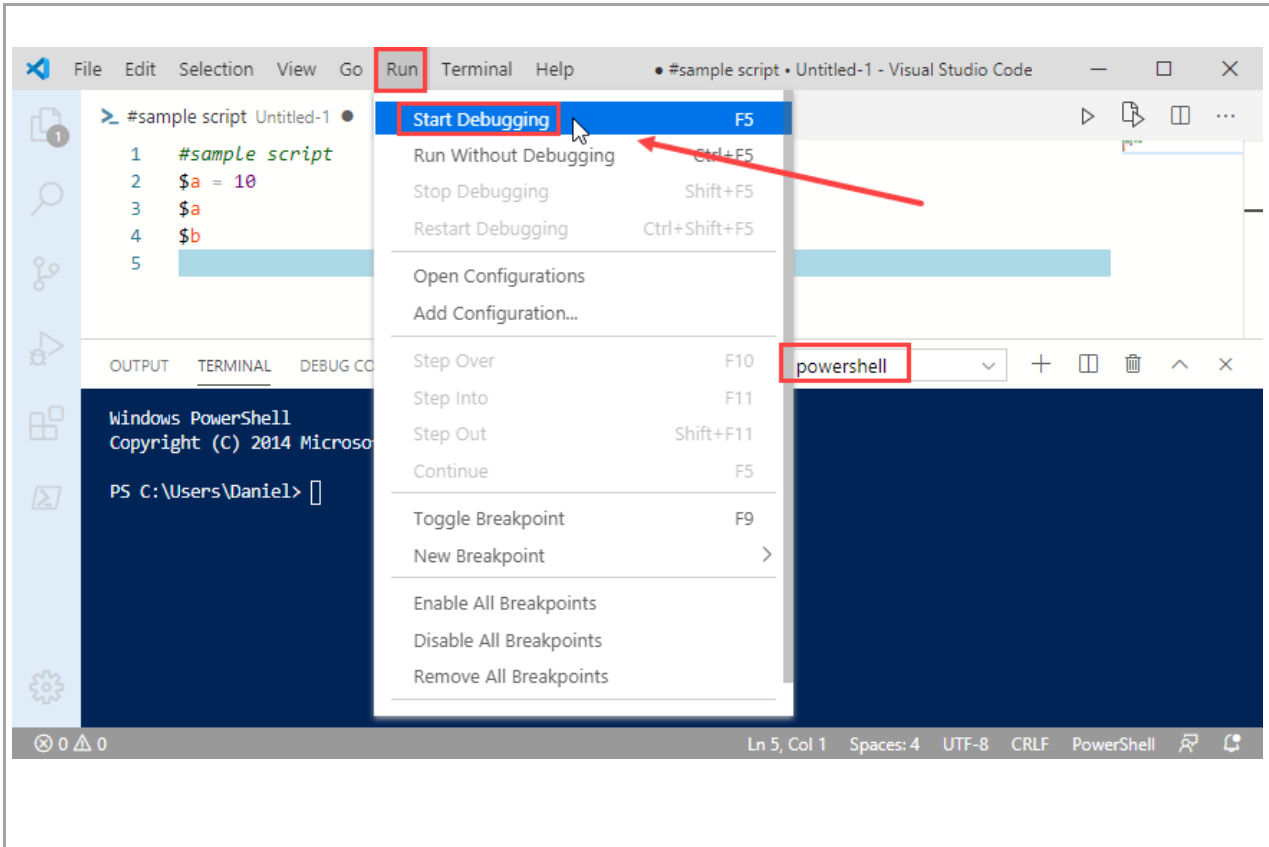 File Edit Selection View Go Run Terminal Help ● #sample script • Untitled-1 - Visual Studio Code
#sample script Untitled-1 ●
1 #sample script
2 $a = 10
3 $a
4 $b
5
1
Start Debugging F5
Run Without Debugging Ctrl+F5
Stop Debugging Shift+F5
Restart Debugging Ctrl+Shift+F5
Open Configurations
Add Configuration...
Step Over F10
Step Into F11
Step Out Shift+F11
Continue F5
Toggle Breakpoint F9
New Breakpoint
Enable All Breakpoints
Disable All Breakpoints
Remove All Breakpoints
OUTPUT TERMINAL DEBUG CO
powershell
Windows PowerShell
Copyright (C) 2014 Microso
PS C:\Users\Daniel>
0 0 Ln 5, Col 1 Spaces: 4 UTF-8 CRLF PowerShell